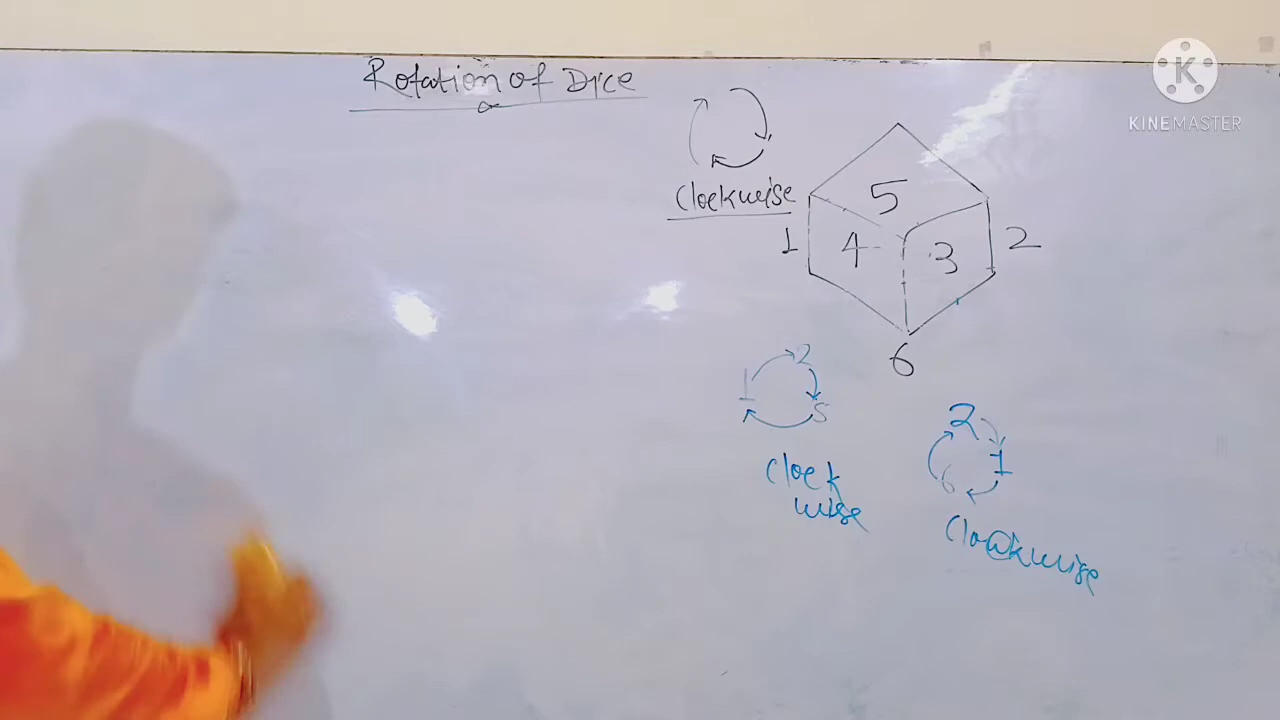 Rotation of Dice
Clockwise
5
1 4 3 2
6
1 2 5
Clock
wise
2 1 6
Clockwise
KINEMASTER